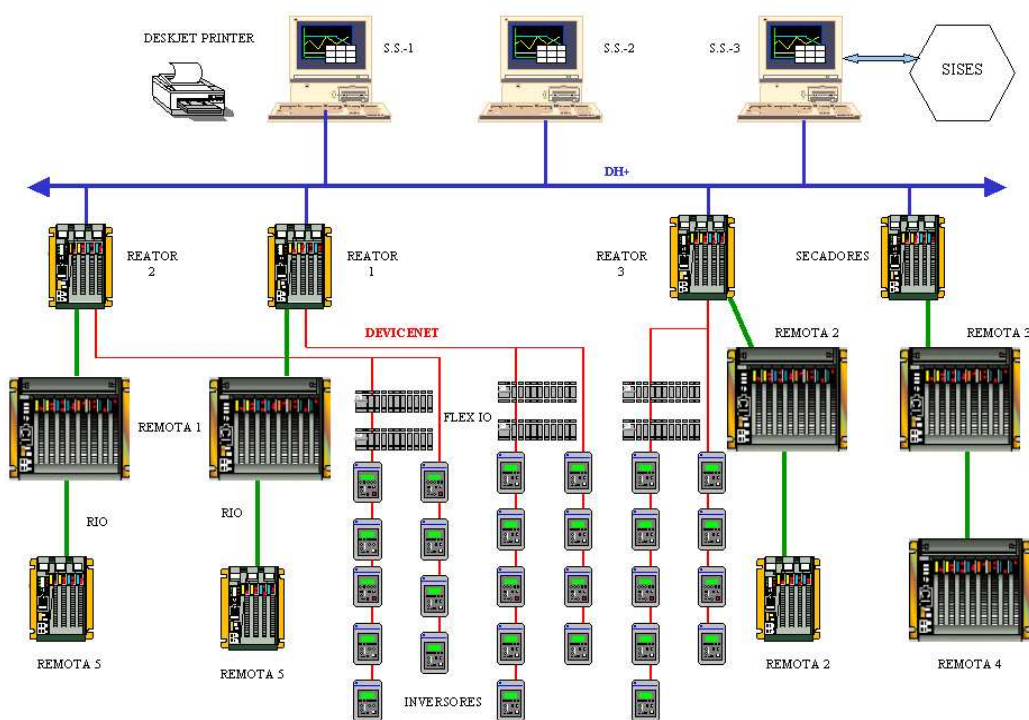 DESKJET PRINTER
S.S.-1
S.S.-2
S.S.-3
SISES
DH+
REATOR
2
REATOR
1
REATOR
3
SECADORES
DEVICENET
REMOTA 2
REMOTA 3
REMOTA 1
FLEX IO
RIO
RIO
REMOTA 5
REMOTA 5
INVERSORES
REMOTA 2
REMOTA 4